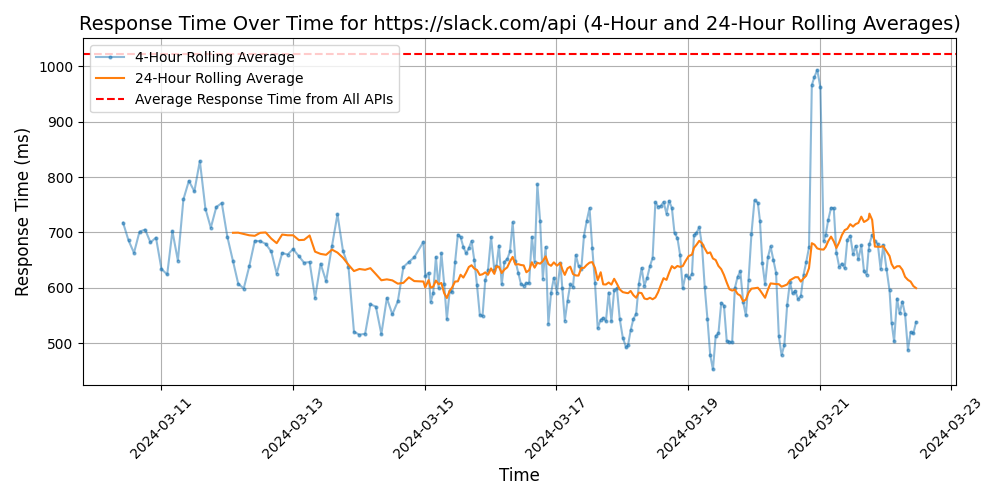 Response Time Over Time for https://slack.com/api (4-Hour and 24-Hour Rolling Averages)
4-Hour Rolling Average
24-Hour Rolling Average
Average Response Time from All APIs
Response Time (ms)
1000
900
800
700
600
500
2024-03-11
2024-03-13
2024-03-15
2024-03-17
2024-03-19
2024-03-21
2024-03-23
Time